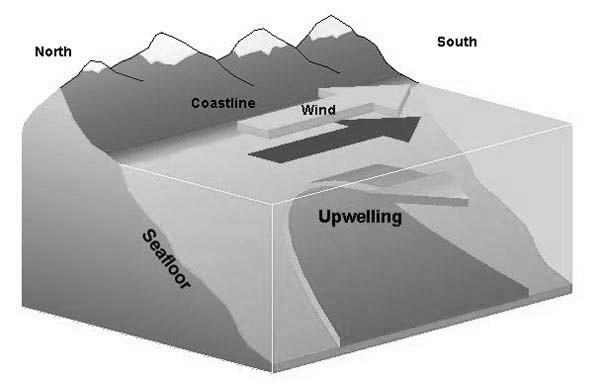 North
South
Coastline
Wind
Upwelling
Seafloor